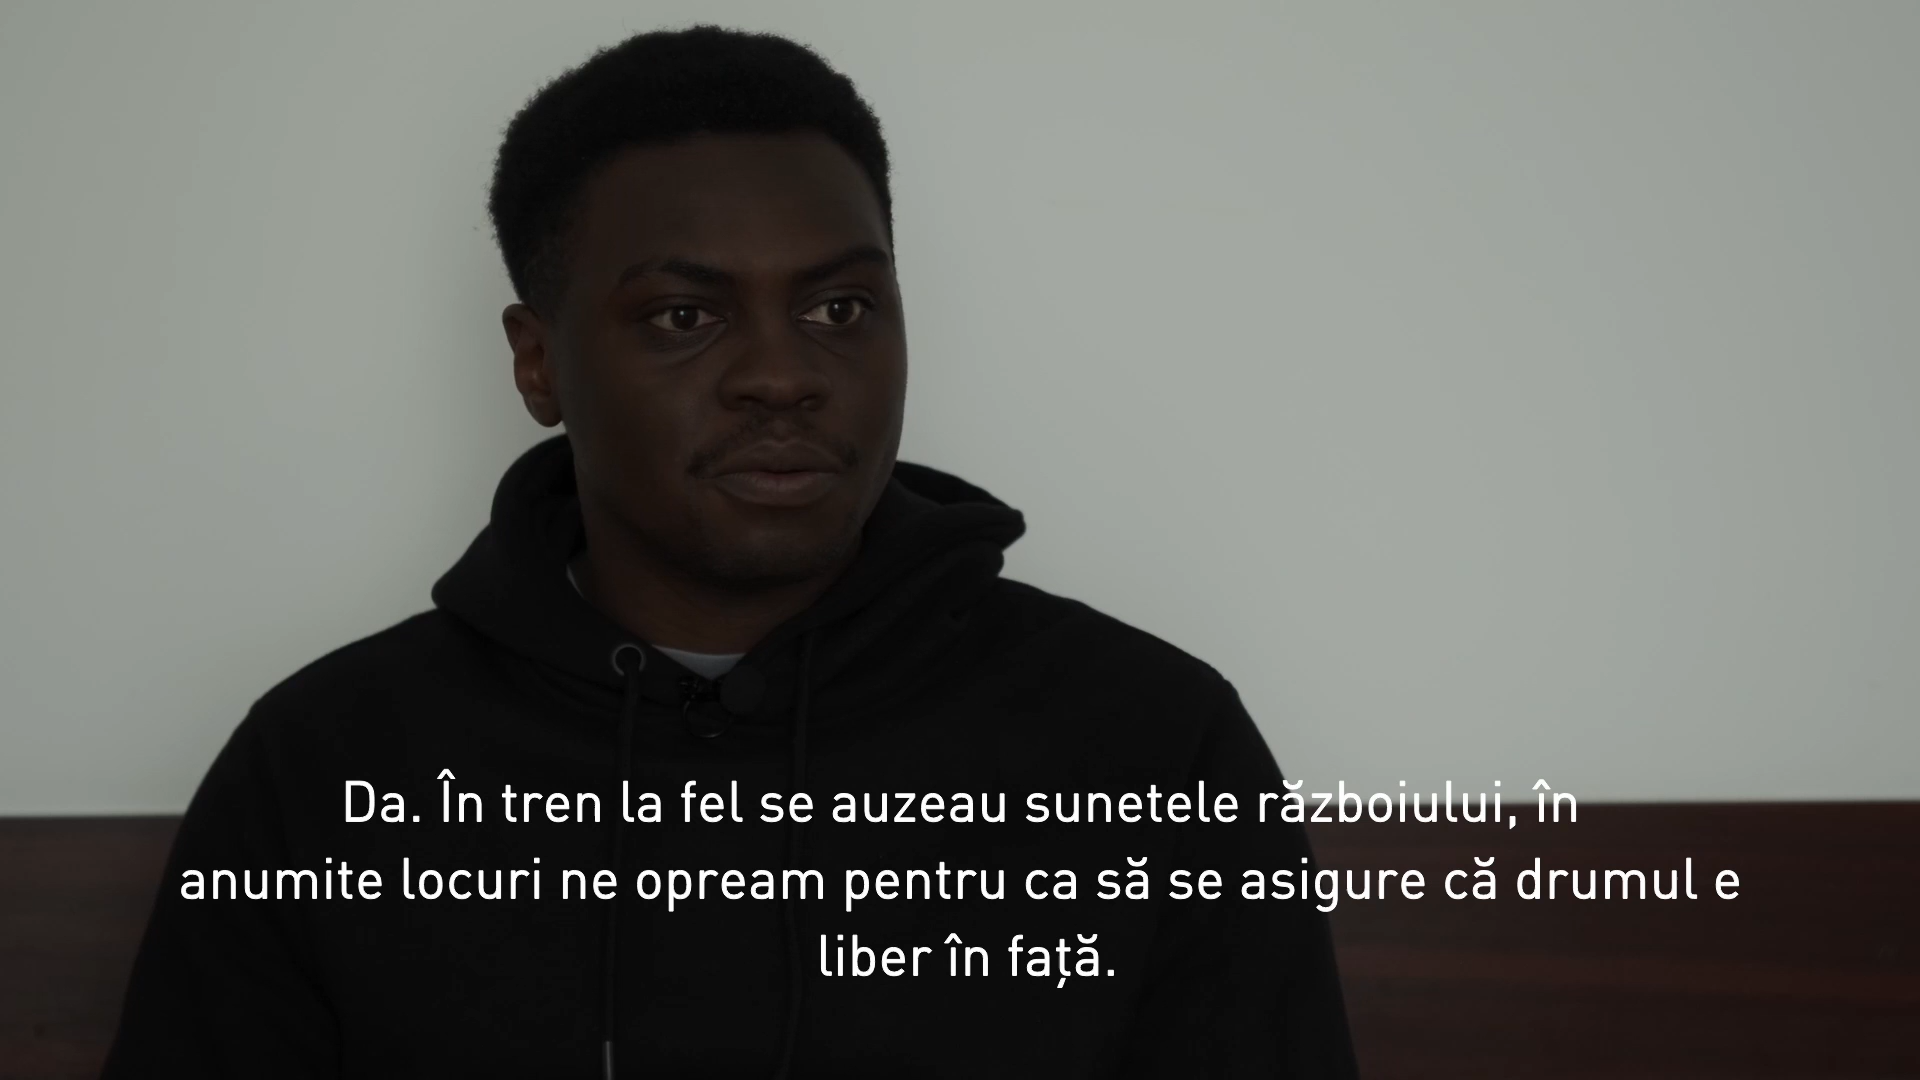 Da. În tren la fel se auzeau sunetele războiului, în
anumite locuri ne opream pentru ca să se asigure că drumul e
liber în față.